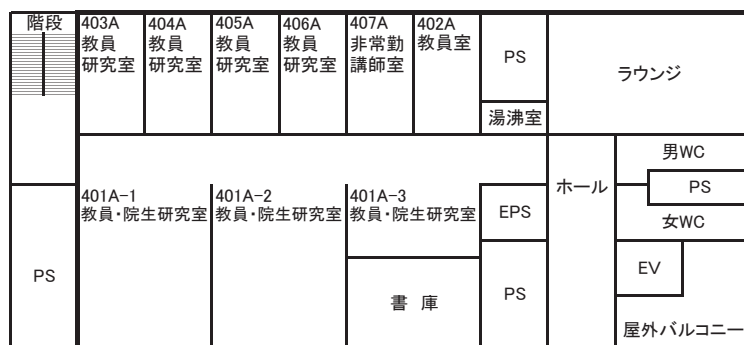 階段
403A
教員
研究室
404A
教員
研究室
405A
教員
研究室
406A
教員
研究室
407A
非常勤
講師室
402A
教員室
PS
湯沸室
ラウンジ
男WC
PS
女WC
ホール
401A-1
教員・院生研究室
401A-2
教員・院生研究室
401A-3
教員・院生研究室
EPS
PS
書 庫
PS
EV
屋外バルコニー